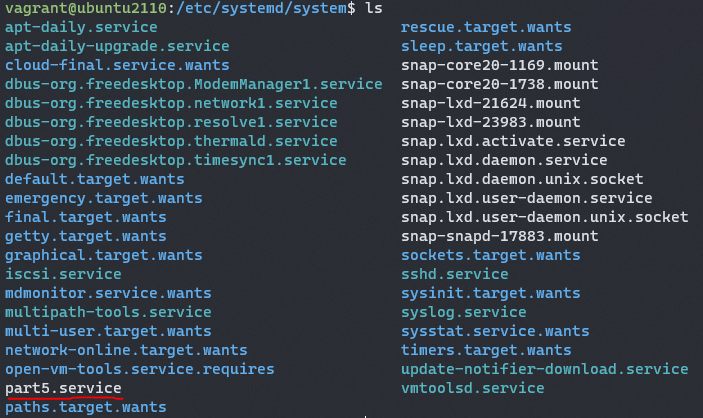 vagrant@ubuntu2110:/etc/systemd/system$ ls
apt-daily.service rescue.target.wants
apt-daily-upgrade.service sleep.target.wants
cloud-final.service.wants snap-core20-1169.mount
dbus-org.freedesktop.ModemManager1.service snap-core20-1738.mount
dbus-org.freedesktop.network1.service snap-lxd-21624.mount
dbus-org.freedesktop.resolve1.service snap-lxd-23983.mount
dbus-org.freedesktop.thermald.service snap.lxd.activate.service
dbus-org.freedesktop.timesync1.service snap.lxd.daemon.service
default.target.wants snap.lxd.daemon.unix.socket
emergency.target.wants snap.lxd.user-daemon.service
final.target.wants snap.lxd.user-daemon.unix.socket
getty.target.wants snap-snapd-17883.mount
graphical.target.wants sockets.target.wants
iscsi.service sshd.service
mdmonitor.service.wants sysinit.target.wants
multipath-tools.service syslog.service
multi-user.target.wants sysstat.service.wants
network-online.target.wants timers.target.wants
open-vm-tools.service.requires update-notifier-download.service
part5.service vmtoolsd.service
paths.target.wants